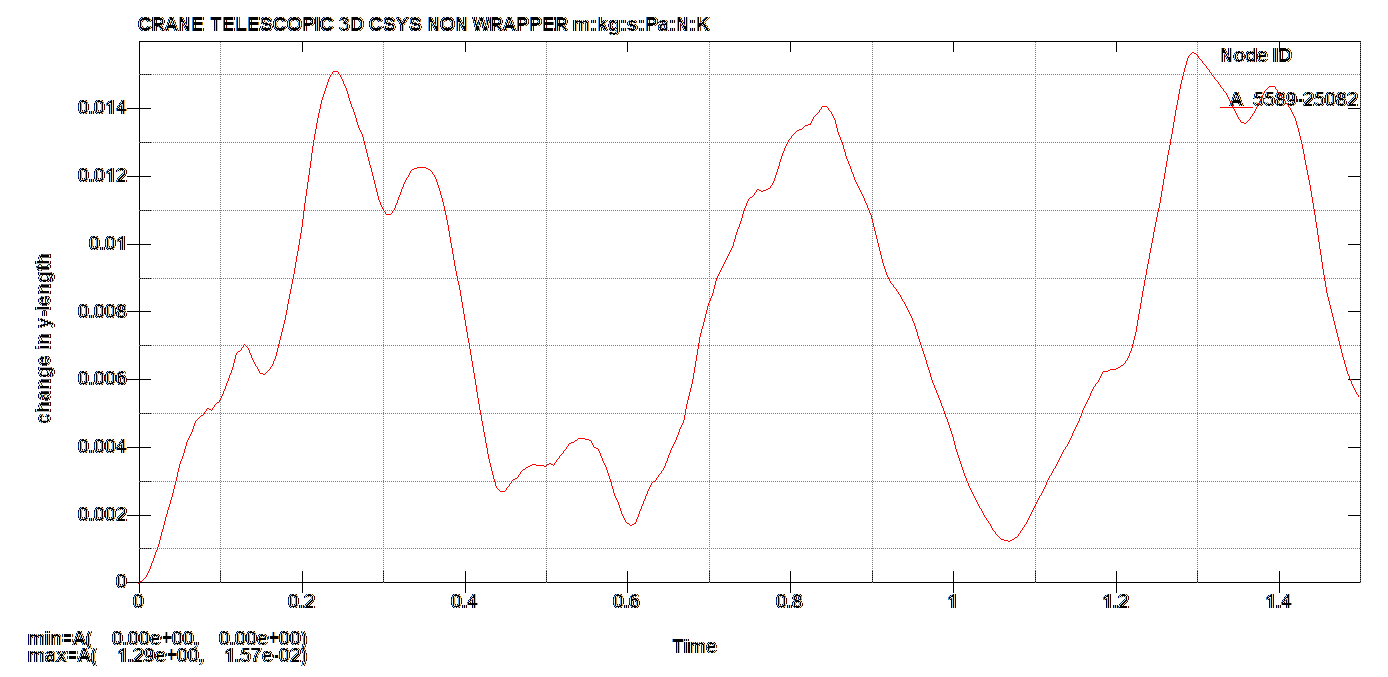 CRANE TELESCOPIC 3D CSYS NON WRAPPER m:kg:s:Pa:N:K
Node ID
A 5589-25082
0.014
0.012
0.01
0.008
0.006
0.004
0.002
0
change in y-length
0 0.2 0.4 0.6 0.8 1 1.2 1.4
Time
min=A( 0.00e+00, 0.00e+00)
max=A( 1.29e+00, 1.57e-02)